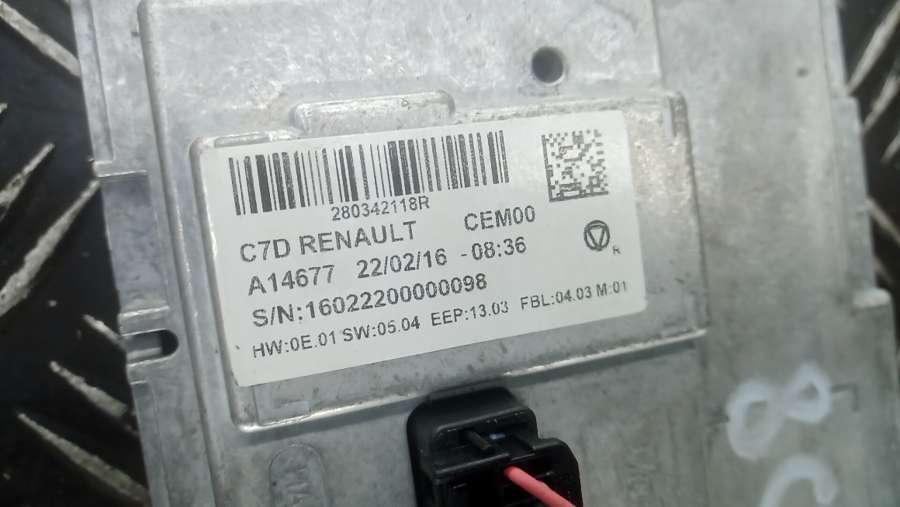 280342118R
C7D RENAULT CEM00
A14677 22/02/16 - 08:36
R
S/N:16022200000098
HW:0E.01 SW:05.04 EEP:13.03 FBL:04.03 M:01
8